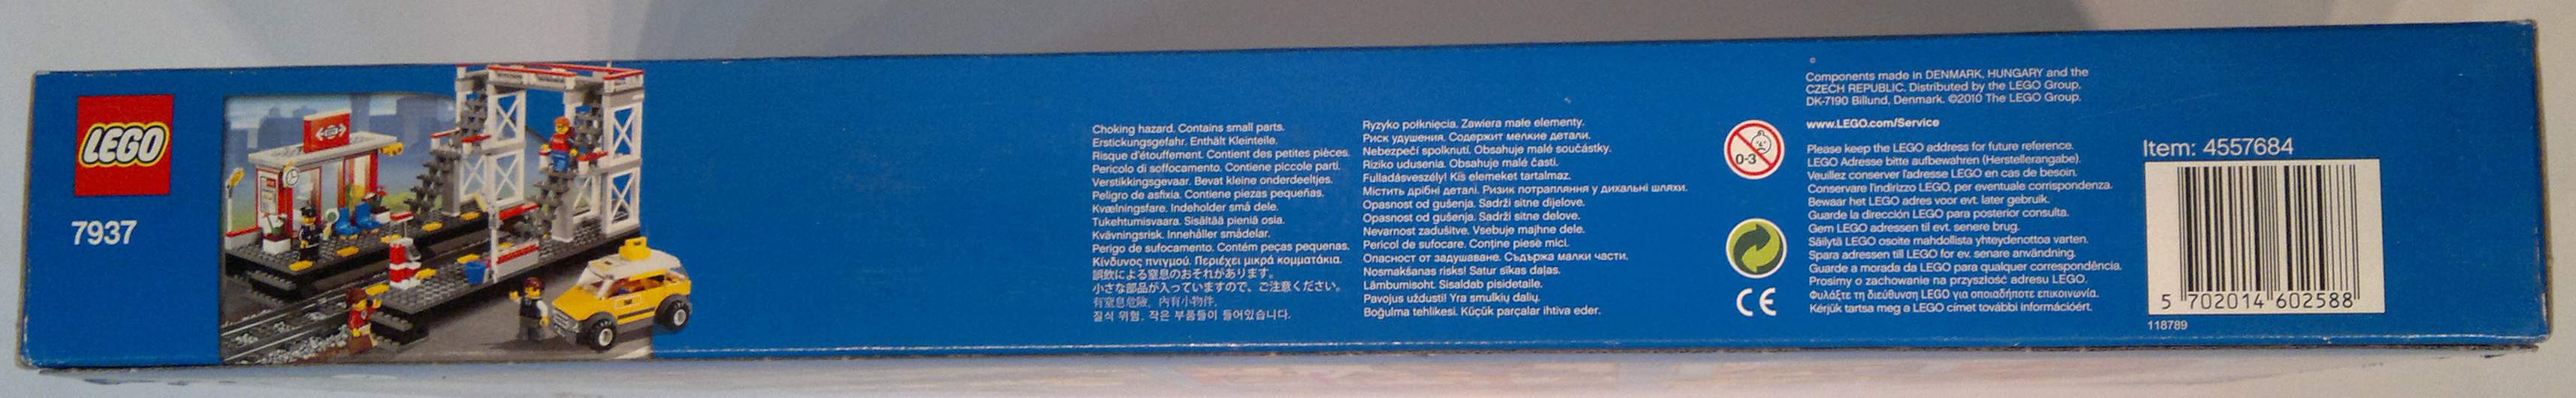 LEGO
7937
Choking hazard. Contains small parts.
Erstickungsgefahr. Enthält Kleinteile.
Risque d'étouffement. Contient des petites pièces.
Pericolo di soffocamento. Contiene piccole parti.
Verstikkingsgevaar. Bevat kleine onderdeeltjes.
Peligro de asfixia. Contiene piezas pequeñas.
Kvælningsfare. Indeholder små dele.
Tukehtumisvaara. Sisältää pieniä osia.
Kvävningsrisk. Innehåller smådelar.
Perigo de sufocamento. Contém peças pequenas.
Κίνδυνος πνιγμού. Περιέχει μικρά κομματάκια.
誤飲による窒息のおそれがあります。
小さな部品が入っていますので、ご注意ください。
有窒息危險，內有小物件。
질식 위험. 작은 부품들이 들어있습니다.
Ryzyko połknięcia. Zawiera małe elementy.
Риск удушения. Содержит мелкие детали.
Nebezpečí spolknutí. Obsahuje malé součástky.
Riziko udusenia. Obsahuje malé časti.
Fulladásveszély! Kis elemeket tartalmaz.
Містить дрібні деталі. Ризик потрапляння у дихальні шляхи.
Opasnost od gušenja. Sadrži sitne dijelove.
Opasnost od gušenja. Sadrži sitne delove.
Nevarnost zadušitve. Vsebuje majhne dele.
Pericol de sufocare. Conține piese mici.
Опасност от задушаване. Съдържа малки части.
Nosmakšanas risks! Satur sīkas daļas.
Lämbumisoht. Sisaldab pisidetaile.
Pavojus uždusti! Yra smulkių dalių.
Boğulma tehlikesi. Küçük parçalar ihtiva eder.
0-3
CE
Components made in DENMARK, HUNGARY and the
CZECH REPUBLIC. Distributed by the LEGO Group,
DK-7190 Billund, Denmark. ©2010 The LEGO Group.
www.LEGO.com/Service
Please keep the LEGO address for future reference.
LEGO Adresse bitte aufbewahren (Herstellerangabe).
Veuillez conserver l'adresse LEGO en cas de besoin.
Conservare l'indirizzo LEGO, per eventuale corrispondenza.
Bewaar het LEGO adres voor evt. later gebruik.
Guarde la dirección LEGO para posterior consulta.
Gem LEGO adressen til evt. senere brug.
Säilytä LEGO osoite mahdollista yhteydenottoa varten.
Spara adressen till LEGO for ev. senare användning.
Guarde a morada da LEGO para qualquer correspondência.
Prosimy o zachowanie na przyszłość adresu LEGO.
Φυλάξτε τη διεύθυνση LEGO για οποιαδήποτε επικοινωνία.
Kérjük tartsa meg a LEGO címet további információért.
Item: 4557684
5 702014 602588
118789